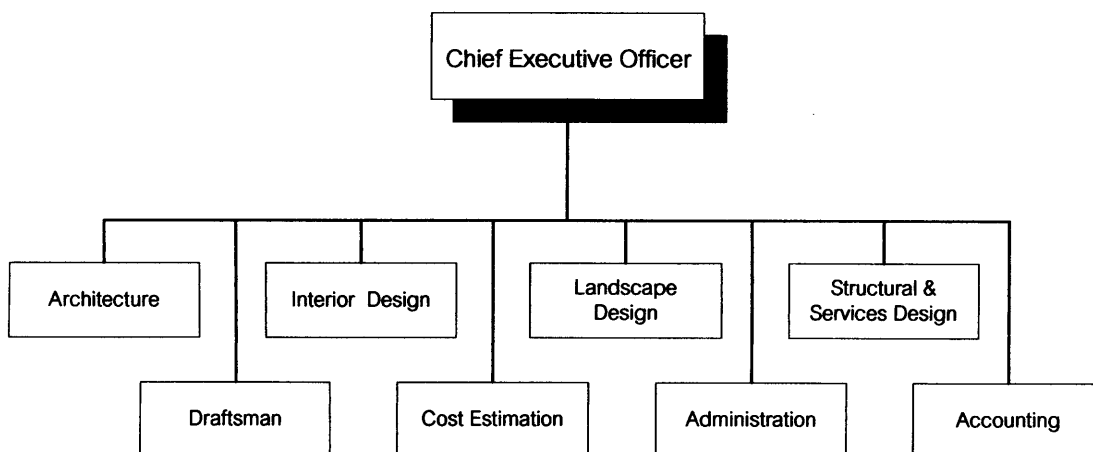 Chief Executive Officer
Architecture
Interior Design
Landscape
Design
Structural &
Services Design
Draftsman
Cost Estimation
Administration
Accounting